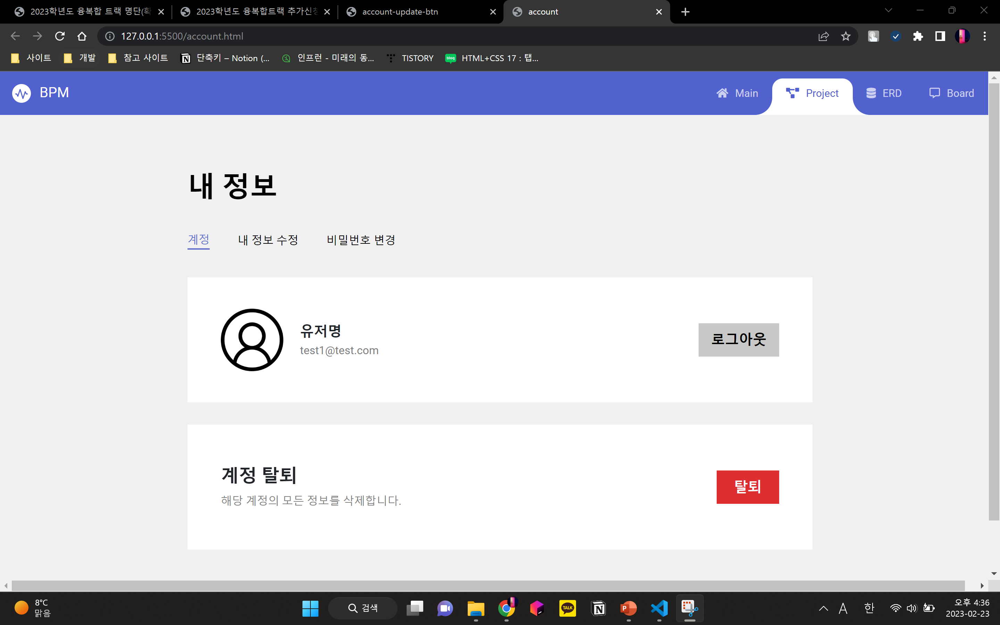 2023학년도 융복합 트랙 명단(확
2023학년도 융복합트랙 추가신청
account-update-btn
account
127.0.0.1:5500/account.html
사이트
개발
참고 사이트
단축키 – Notion (...
인프런 - 미래의 동...
TISTORY
blog
HTML+CSS 17 : 탭...
BPM
Main
Project
ERD
Board
내 정보
계정
내 정보 수정
비밀번호 변경
유저명
test1@test.com
로그아웃
계정 탈퇴
해당 계정의 모든 정보를 삭제합니다.
탈퇴
8°C
맑음
검색
TALK
A
한
오후 4:36
2023-02-23